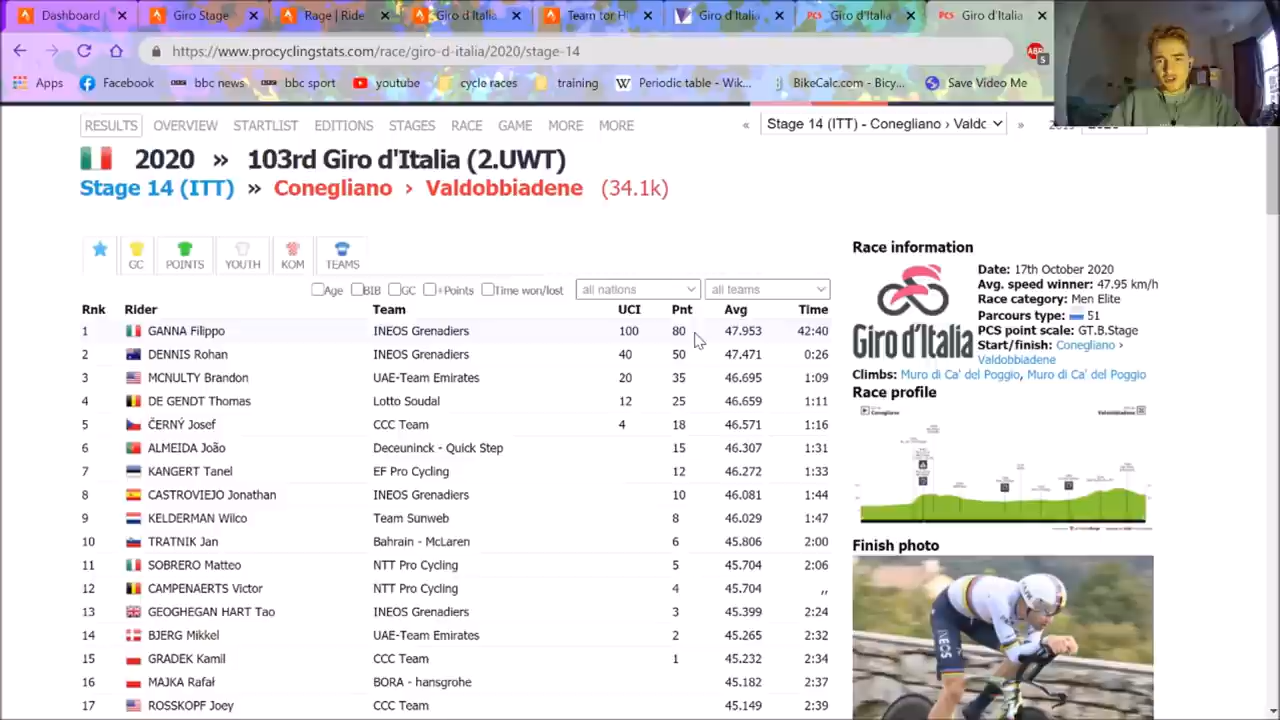 Dashboard
Giro Stage
Rage | Ride
Giro d'Italia
Team for H
Giro d'Italia
Giro d'Italia
Giro d'Italia
https://www.procyclingstats.com/race/giro-d-italia/2020/stage-14
ABP
5
Apps Facebook bbc news bbc sport youtube cycle races training Periodic table - Wik... BikeCalc.com - Bicy... Save Video Me
RESULTS OVERVIEW STARTLIST EDITIONS STAGES RACE GAME MORE MORE
« Stage 14 (ITT) - Conegliano › Valdc »
2020 » 103rd Giro d'Italia (2.UWT)
Stage 14 (ITT) » Conegliano › Valdobbiadene (34.1k)
GC POINTS YOUTH KOM TEAMS
Age BIB GC +Points Time won/lost all nations all teams
Rnk Rider Team UCI Pnt Avg Time
1 GANNA Filippo INEOS Grenadiers 100 80 47.953 42:40
2 DENNIS Rohan INEOS Grenadiers 40 50 47.471 0:26
3 MCNULTY Brandon UAE-Team Emirates 20 35 46.695 1:09
4 DE GENDT Thomas Lotto Soudal 12 25 46.659 1:11
5 ČERNÝ Josef CCC Team 4 18 46.571 1:16
6 ALMEIDA João Deceuninck - Quick Step 15 46.307 1:31
7 KANGERT Tanel EF Pro Cycling 12 46.272 1:33
8 CASTROVIEJO Jonathan INEOS Grenadiers 10 46.081 1:44
9 KELDERMAN Wilco Team Sunweb 8 46.029 1:47
10 TRATNIK Jan Bahrain - McLaren 6 45.806 2:00
11 SOBRERO Matteo NTT Pro Cycling 5 45.704 2:06
12 CAMPENAERTS Victor NTT Pro Cycling 4 45.704 ,,
13 GEOGHEGAN HART Tao INEOS Grenadiers 3 45.399 2:24
14 BJERG Mikkel UAE-Team Emirates 2 45.265 2:32
15 GRADEK Kamil CCC Team 1 45.232 2:34
16 MAJKA Rafał BORA - hansgrohe 45.182 2:37
17 ROSSKOPF Joey CCC Team 45.149 2:39
Race information
Giro d'Italia
Date: 17th October 2020
Avg. speed winner: 47.95 km/h
Race category: Men Elite
Parcours type: 51
PCS point scale: GT.B.Stage
Start/finish: Conegliano ›
Valdobbiadene
Climbs: Muro di Ca' del Poggio, Muro di Ca' del Poggio
Race profile
Finish photo
INEOS